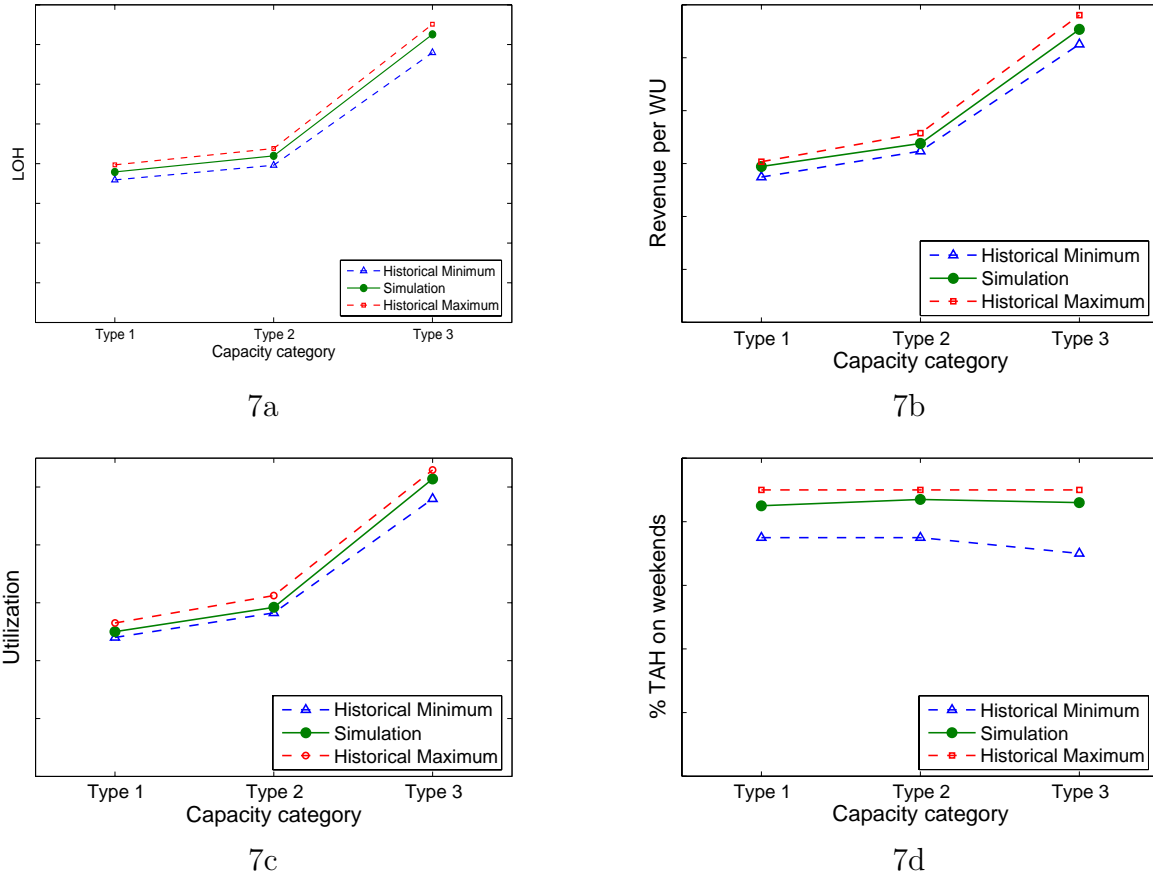 LOH
Historical Minimum
Simulation
Historical Maximum
Type 1 Type 2 Type 3
Capacity category
7a
Revenue per WU
Historical Minimum
Simulation
Historical Maximum
Type 1 Type 2 Type 3
Capacity category
7b
Utilization
Historical Minimum
Simulation
Historical Maximum
Type 1 Type 2 Type 3
Capacity category
7c
% TAH on weekends
Historical Minimum
Simulation
Historical Maximum
Type 1 Type 2 Type 3
Capacity category
7d